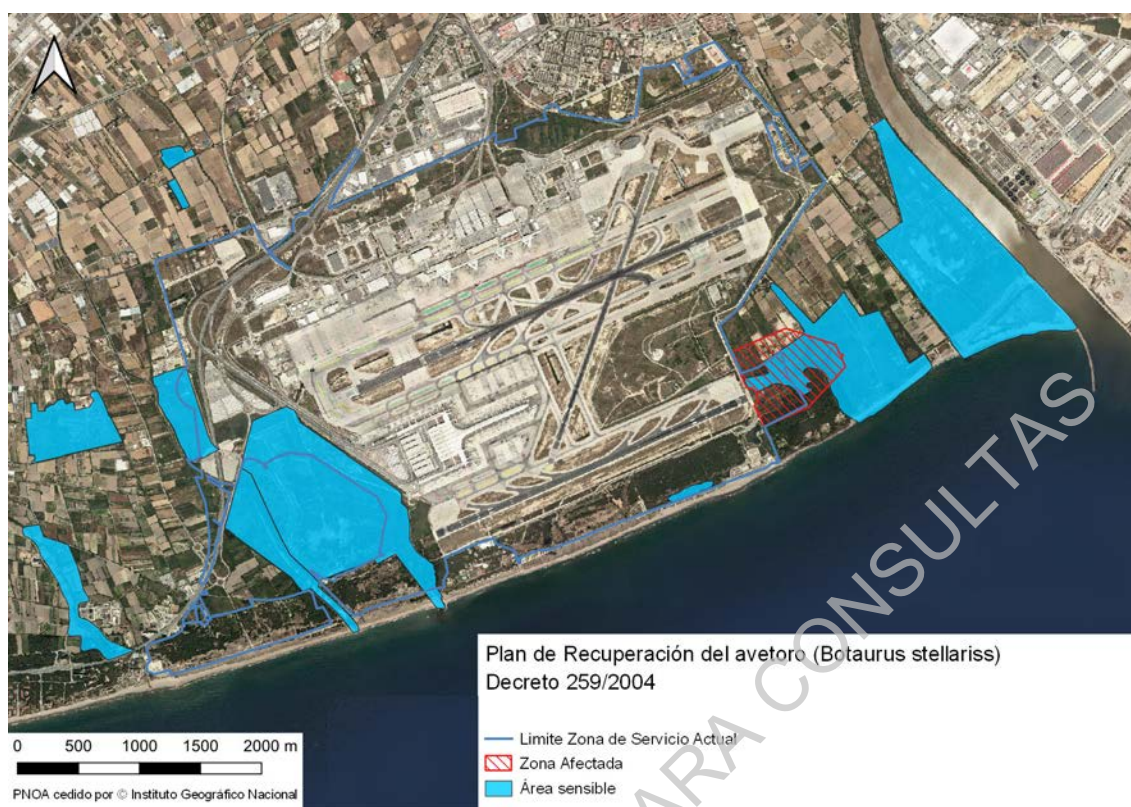 Plan de Recuperación del avetoro (Botaurus stellariss)
Decreto 259/2004
Limite Zona de Servicio Actual
Zona Afectada
Área sensible
0 500 1000 1500 2000 m
PNOA cedido por © Instituto Geográfico Nacional
ARA CONSULTAS